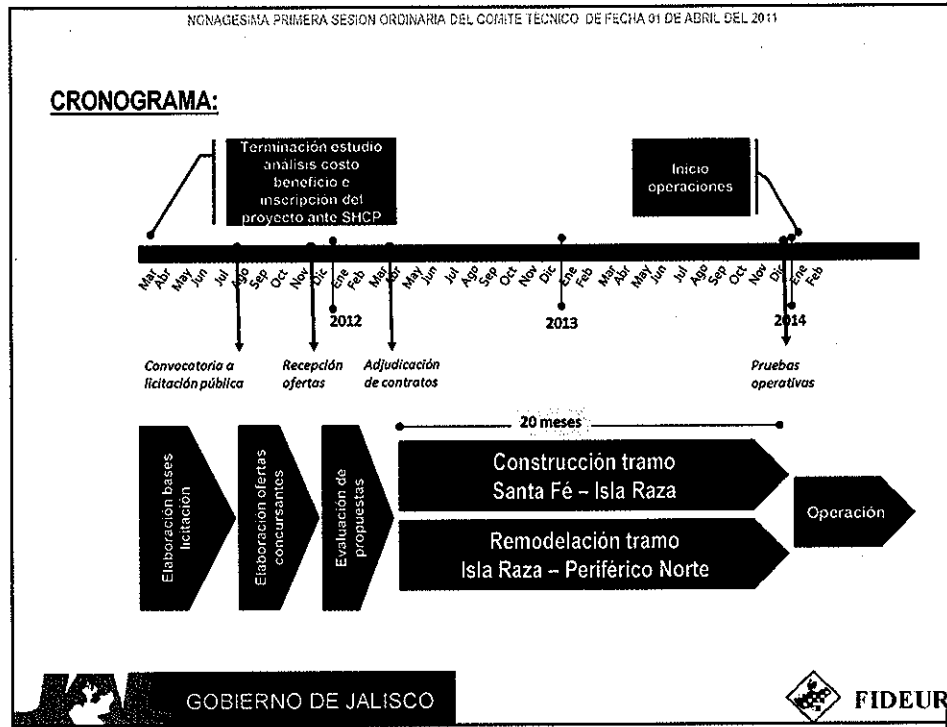 NONAGESIMA PRIMERA SESION ORDINARIA DEL COMITE TECNICO DE FECHA 01 DE ABRIL DEL 2011
CRONOGRAMA:
Terminación estudio
análisis costo
beneficio e
inscripción del
proyecto ante SHCP
Inicio
operaciones
Mar Abr May Jun Jul Ago Sep Oct Nov Dic Ene Feb Mar Abr May Jun Jul Ago Sep Oct Nov Dic Ene Feb Mar Abr May Jun Jul Ago Sep Oct Nov Dic Ene Feb
2012 2013 2014
Convocatoria a
licitación pública
Recepción
ofertas
Adjudicación
de contratos
Pruebas
operativas
20 meses
Elaboración bases
licitación
Elaboración ofertas
concursantes
Evaluación de
propuestas
Construcción tramo
Santa Fé – Isla Raza
Remodelación tramo
Isla Raza – Periférico Norte
Operación
GOBIERNO DE JALISCO
FIDEUR